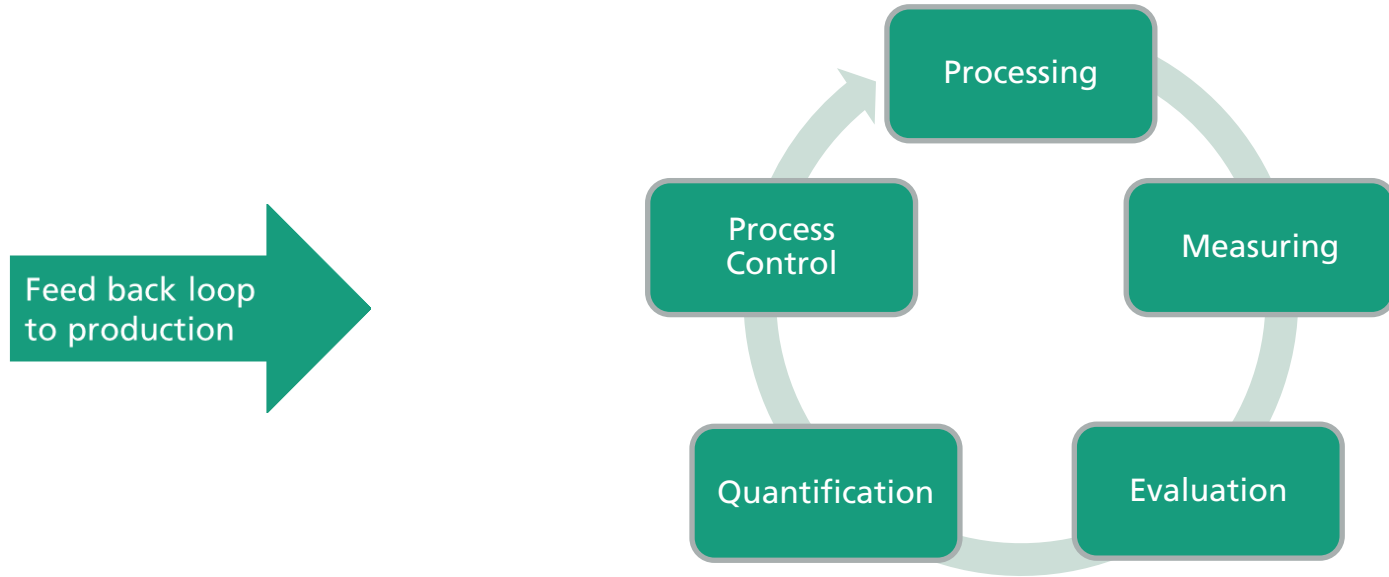 Feed back loop
to production
Processing
Measuring
Evaluation
Quantification
Process
Control